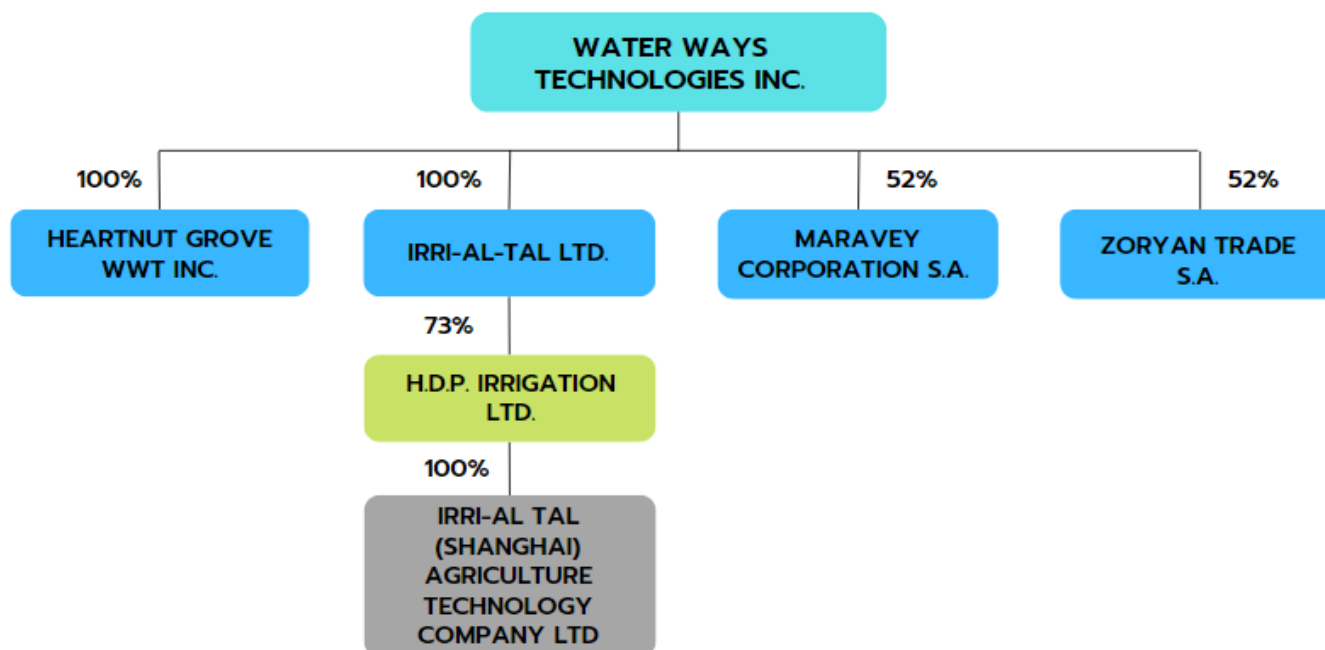 WATER WAYS
TECHNOLOGIES INC.
100%
100%
52%
52%
HEARTNUT GROVE
WWT INC.
IRRI-AL-TAL LTD.
MARAVEY
CORPORATION S.A.
ZORYAN TRADE
S.A.
73%
H.D.P. IRRIGATION
LTD.
100%
IRRI-AL TAL
(SHANGHAI)
AGRICULTURE
TECHNOLOGY
COMPANY LTD